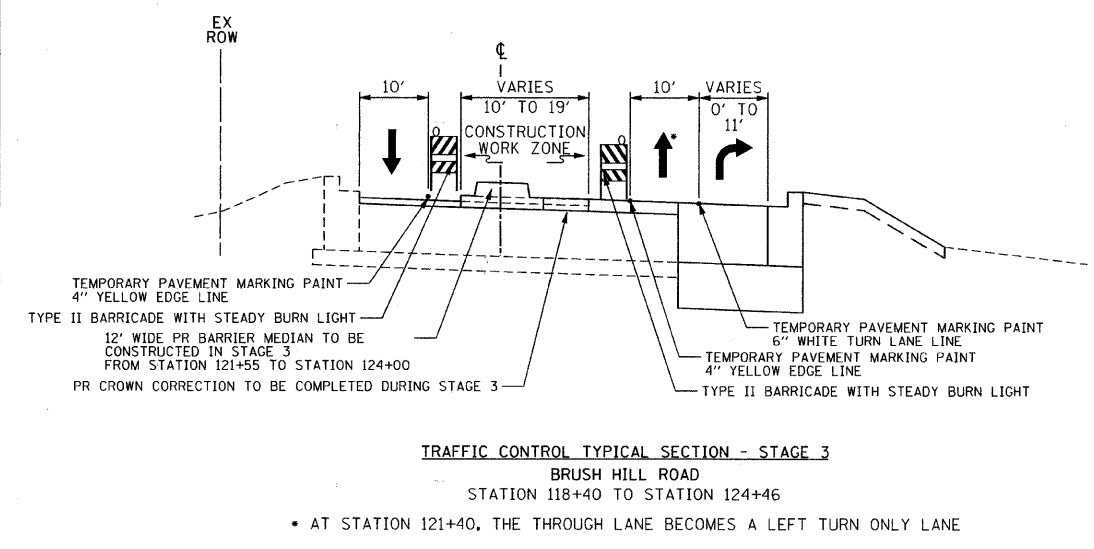 EX
ROW
℄
10'
VARIES
10' TO 19'
10'
VARIES
0' TO
11'
CONSTRUCTION
WORK ZONE
*
TEMPORARY PAVEMENT MARKING PAINT
4" YELLOW EDGE LINE
TYPE II BARRICADE WITH STEADY BURN LIGHT
12' WIDE PR BARRIER MEDIAN TO BE
CONSTRUCTED IN STAGE 3
FROM STATION 121+55 TO STATION 124+00
PR CROWN CORRECTION TO BE COMPLETED DURING STAGE 3
TEMPORARY PAVEMENT MARKING PAINT
6" WHITE TURN LANE LINE
TEMPORARY PAVEMENT MARKING PAINT
4" YELLOW EDGE LINE
TYPE II BARRICADE WITH STEADY BURN LIGHT
TRAFFIC CONTROL TYPICAL SECTION - STAGE 3
BRUSH HILL ROAD
STATION 118+40 TO STATION 124+46
* AT STATION 121+40, THE THROUGH LANE BECOMES A LEFT TURN ONLY LANE